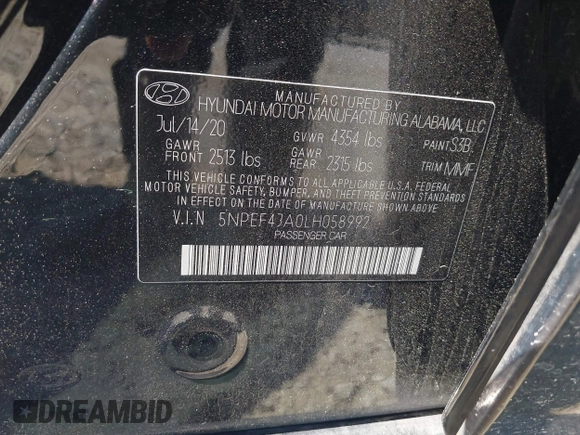 MANUFACTURED BY
HYUNDAI MOTOR MANUFACTURING ALABAMA, LLC
Jul/14/20 GVWR 4354 lbs PAINT S3B
GAWR FRONT 2513 lbs GAWR REAR 2315 lbs TRIM MMF
THIS VEHICLE CONFORMS TO ALL APPLICABLE U.S.A. FEDERAL
MOTOR VEHICLE SAFETY, BUMPER, AND THEFT PREVENTION STANDARDS
IN EFFECT ON THE DATE OF MANUFACTURE SHOWN ABOVE.
V.I.N 5NPEF4JA0LH058992
PASSENGER CAR
DREAMBID